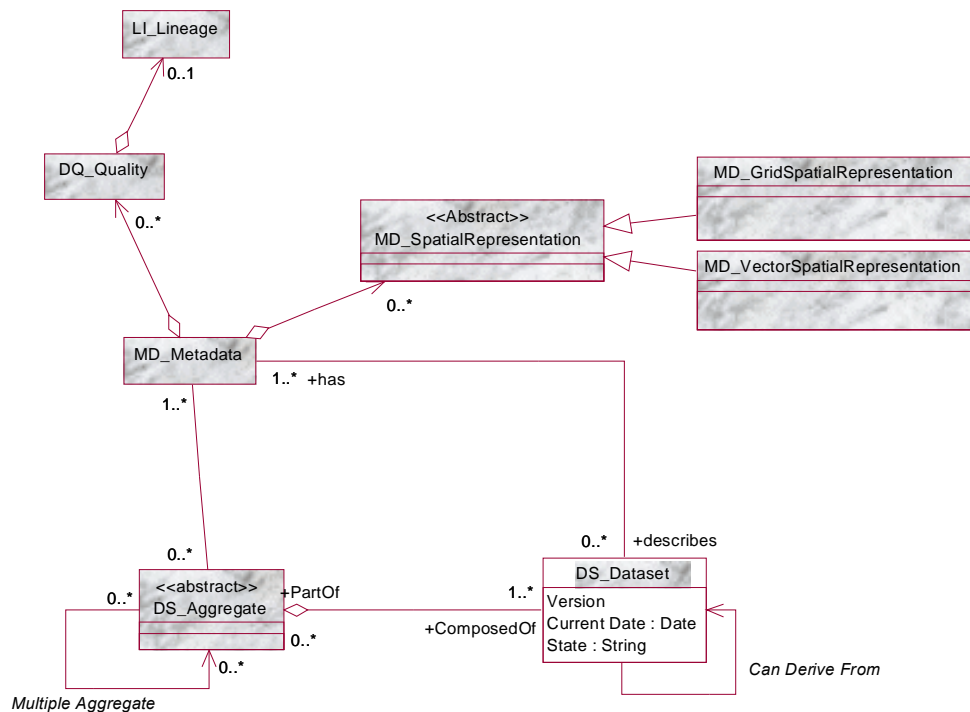 LI_Lineage
0..1
DQ_Quality
0..*
<<Abstract>>
MD_SpatialRepresentation
0..*
MD_GridSpatialRepresentation
MD_VectorSpatialRepresentation
MD_Metadata
1..*
1..* +has
0..*
0..* +describes
<<abstract>>
DS_Aggregate
0..*
+PartOf
0..*
0..*
Multiple Aggregate
1..*
+ComposedOf
DS_Dataset
Version
Current Date : Date
State : String
Can Derive From